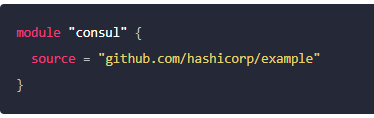 module "consul" {
  source = "github.com/hashicorp/example"
}